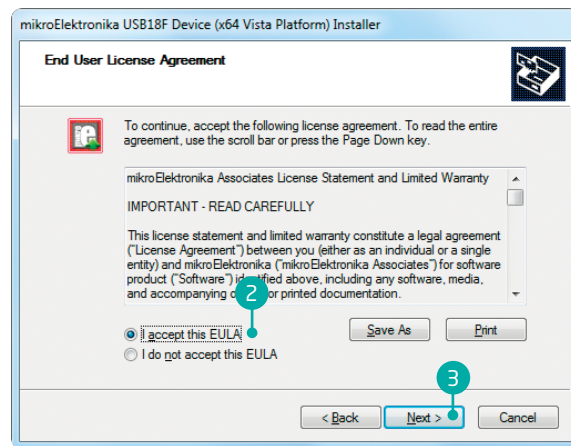 mikroElektronika USB18F Device (x64 Vista Platform) Installer
End User License Agreement
To continue, accept the following license agreement. To read the entire
agreement, use the scroll bar or press the Page Down key.
mikroElektronika Associates License Statement and Limited Warranty
IMPORTANT - READ CAREFULLY
This license statement and limited warranty constitute a legal agreement
("License Agreement") between you (either as an individual or a single
entity) and mikroElektronika ("mikroElektronika Associates") for software
product ("Software") identified above, including any software, media,
and accompanying or printed documentation.
2
I accept this EULA
Save As
Print
I do not accept this EULA
3
< Back
Next >
Cancel